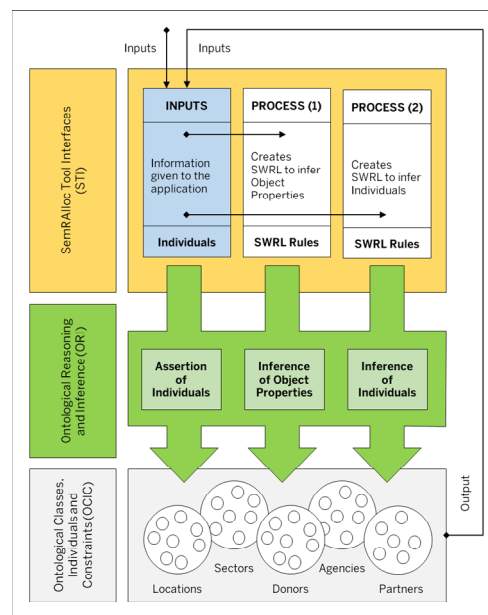 Inputs
Inputs
SemRAlloc Tool Interfaces
(STI)
INPUTS
Information
given to the
application
Individuals
PROCESS (1)
Creates
SWRL to infer
Object
Properties
SWRL Rules
PROCESS (2)
Creates
SWRL to infer
Individuals
SWRL Rules
Ontological Reasoning
and Inference (ORI)
Assertion
of
Individuals
Inference
of Object
Properties
Inference
of
Individuals
Ontological Classes,
Individuals and
Constraints (OCIC)
Locations
Sectors
Donors
Agencies
Partners
Output